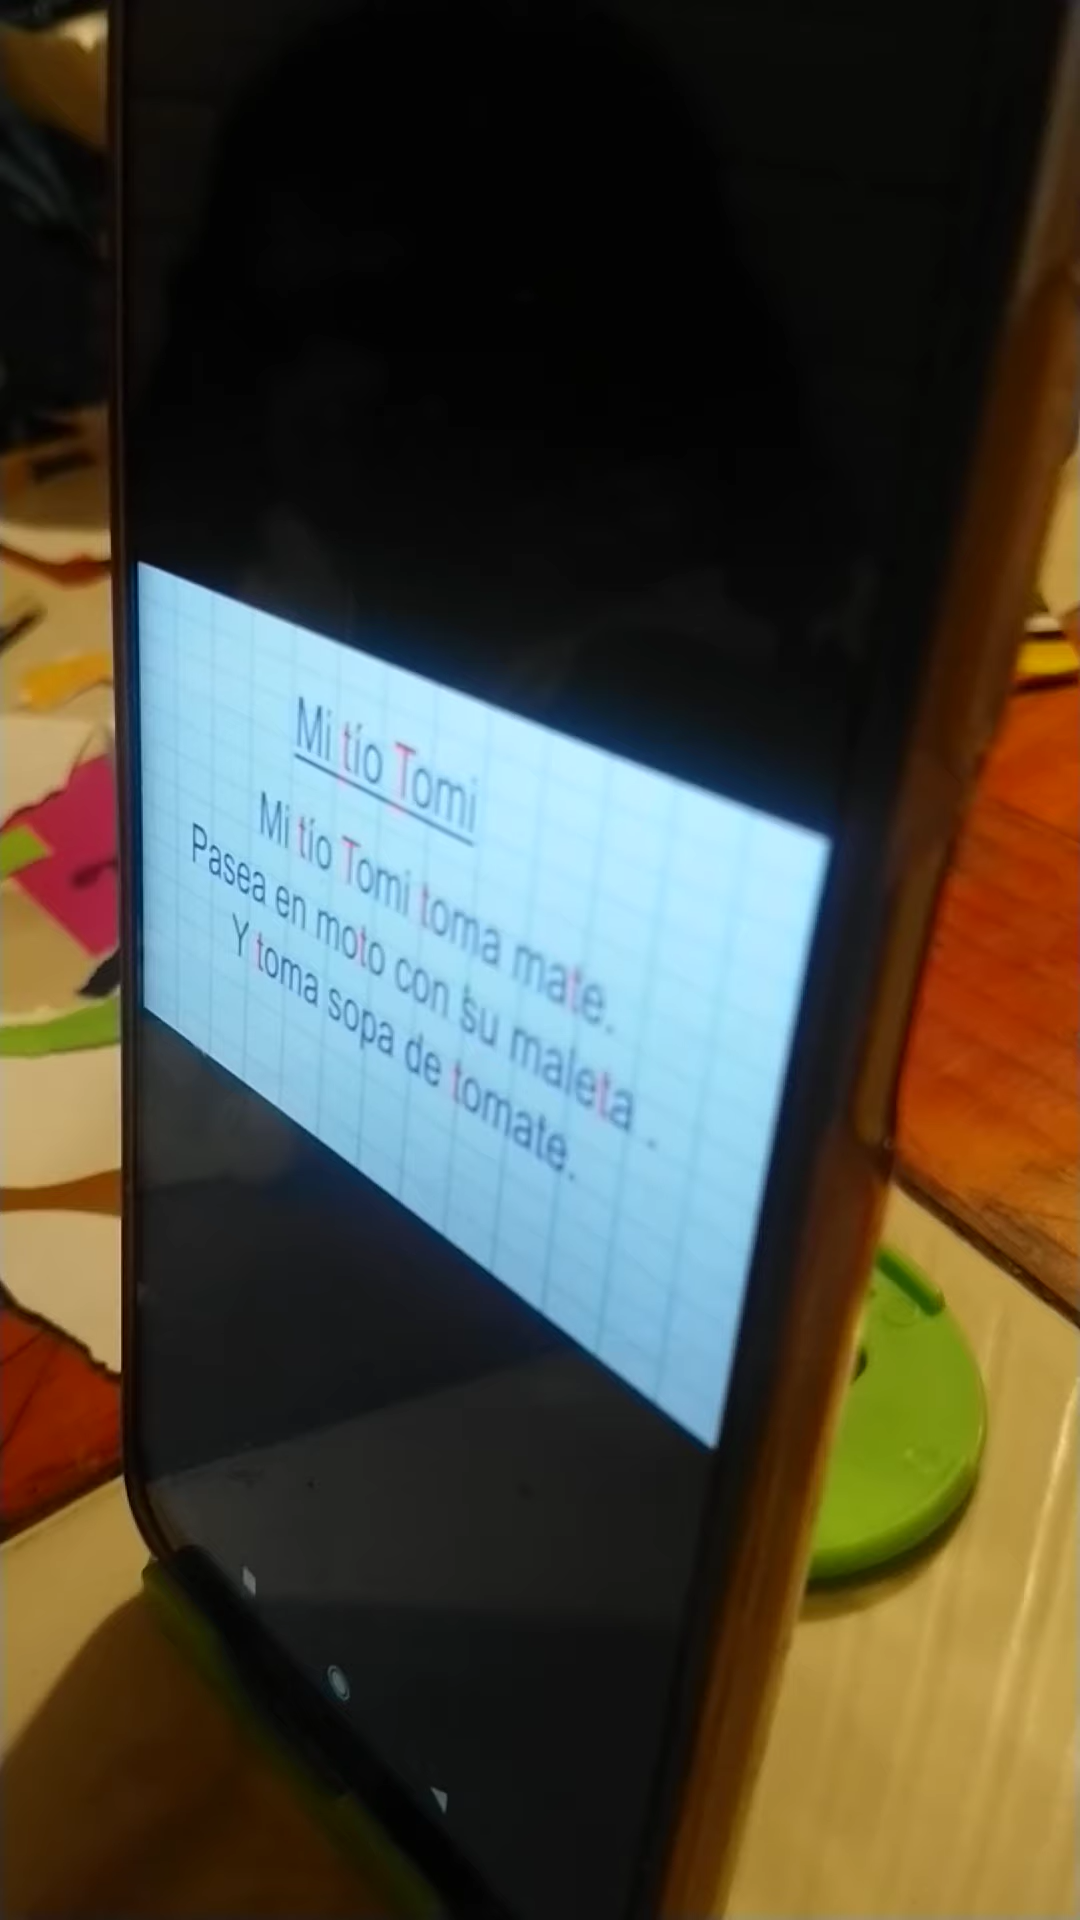 Mi tío Tomi
Mi tío Tomi toma mate.
Pasea en moto con su maleta .
Y toma sopa de tomate.